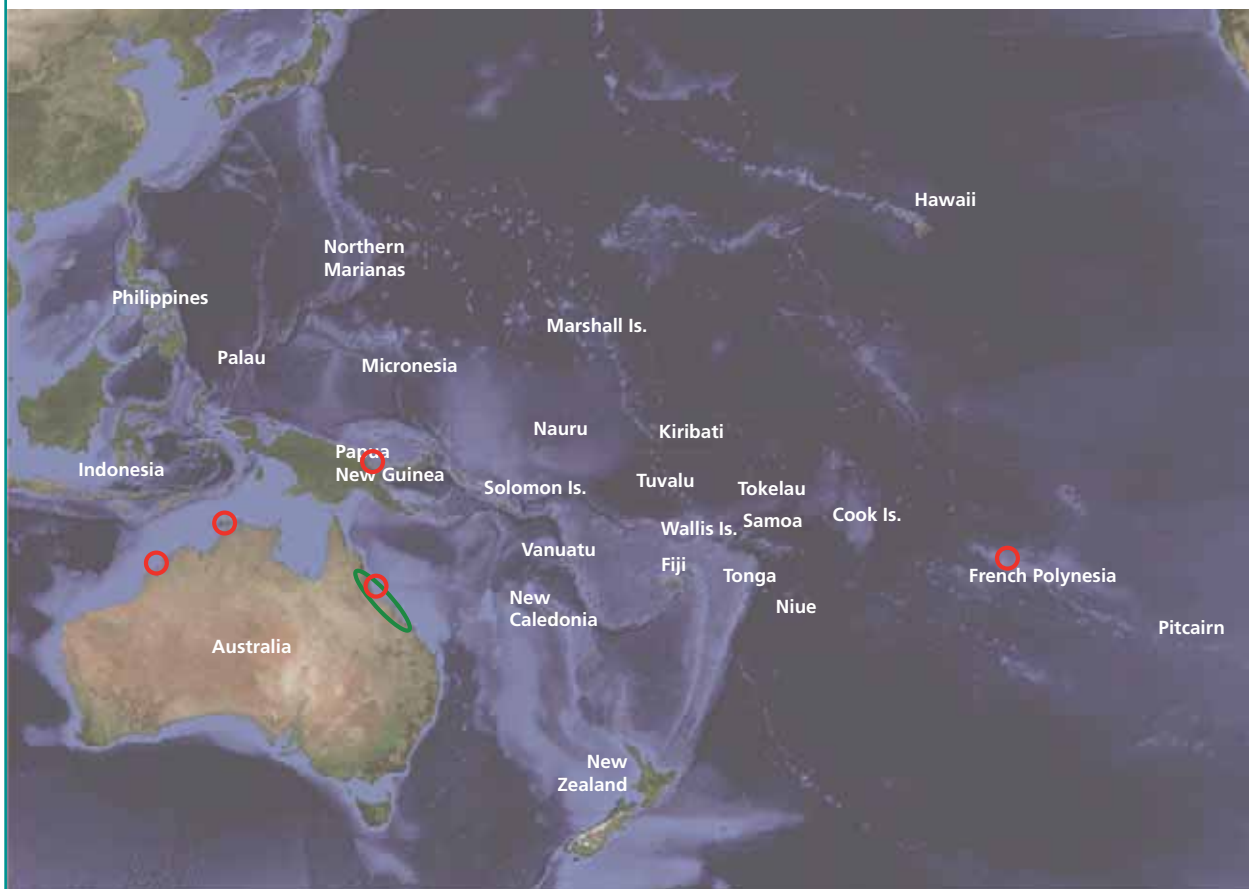 Hawaii
Northern
Marianas
Philippines
Marshall Is.
Palau
Micronesia
Nauru
Kiribati
Papua
New Guinea
Indonesia
Solomon Is.
Tuvalu
Tokelau
Wallis Is.
Samoa
Cook Is.
Vanuatu
Fiji
Tonga
French Polynesia
New
Caledonia
Niue
Pitcairn
Australia
New
Zealand